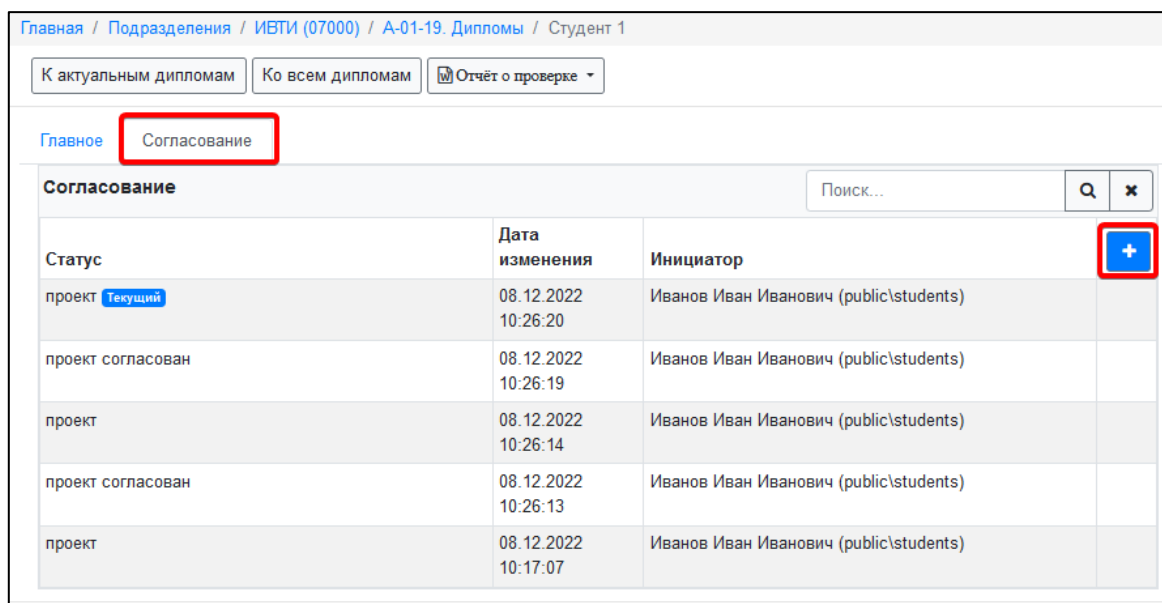 Главная / Подразделения / ИВТИ (07000) / А-01-19. Дипломы / Студент 1
К актуальным дипломам Ко всем дипломам Отчёт о проверке
Главное Согласование
Согласование Поиск...
Статус Дата изменения Инициатор +
проект Текущий 08.12.2022 Иванов Иван Иванович (public\students)
10:26:20
проект согласован 08.12.2022 Иванов Иван Иванович (public\students)
10:26:19
проект 08.12.2022 Иванов Иван Иванович (public\students)
10:26:14
проект согласован 08.12.2022 Иванов Иван Иванович (public\students)
10:26:13
проект 08.12.2022 Иванов Иван Иванович (public\students)
10:17:07